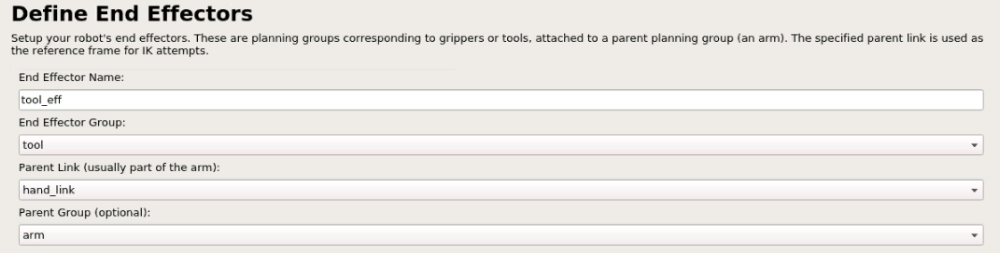 Define End Effectors
Setup your robot's end effectors. These are planning groups corresponding to grippers or tools, attached to a parent planning group (an arm). The specified parent link is used as
the reference frame for IK attempts.
End Effector Name:
tool_eff
End Effector Group:
tool
Parent Link (usually part of the arm):
hand_link
Parent Group (optional):
arm